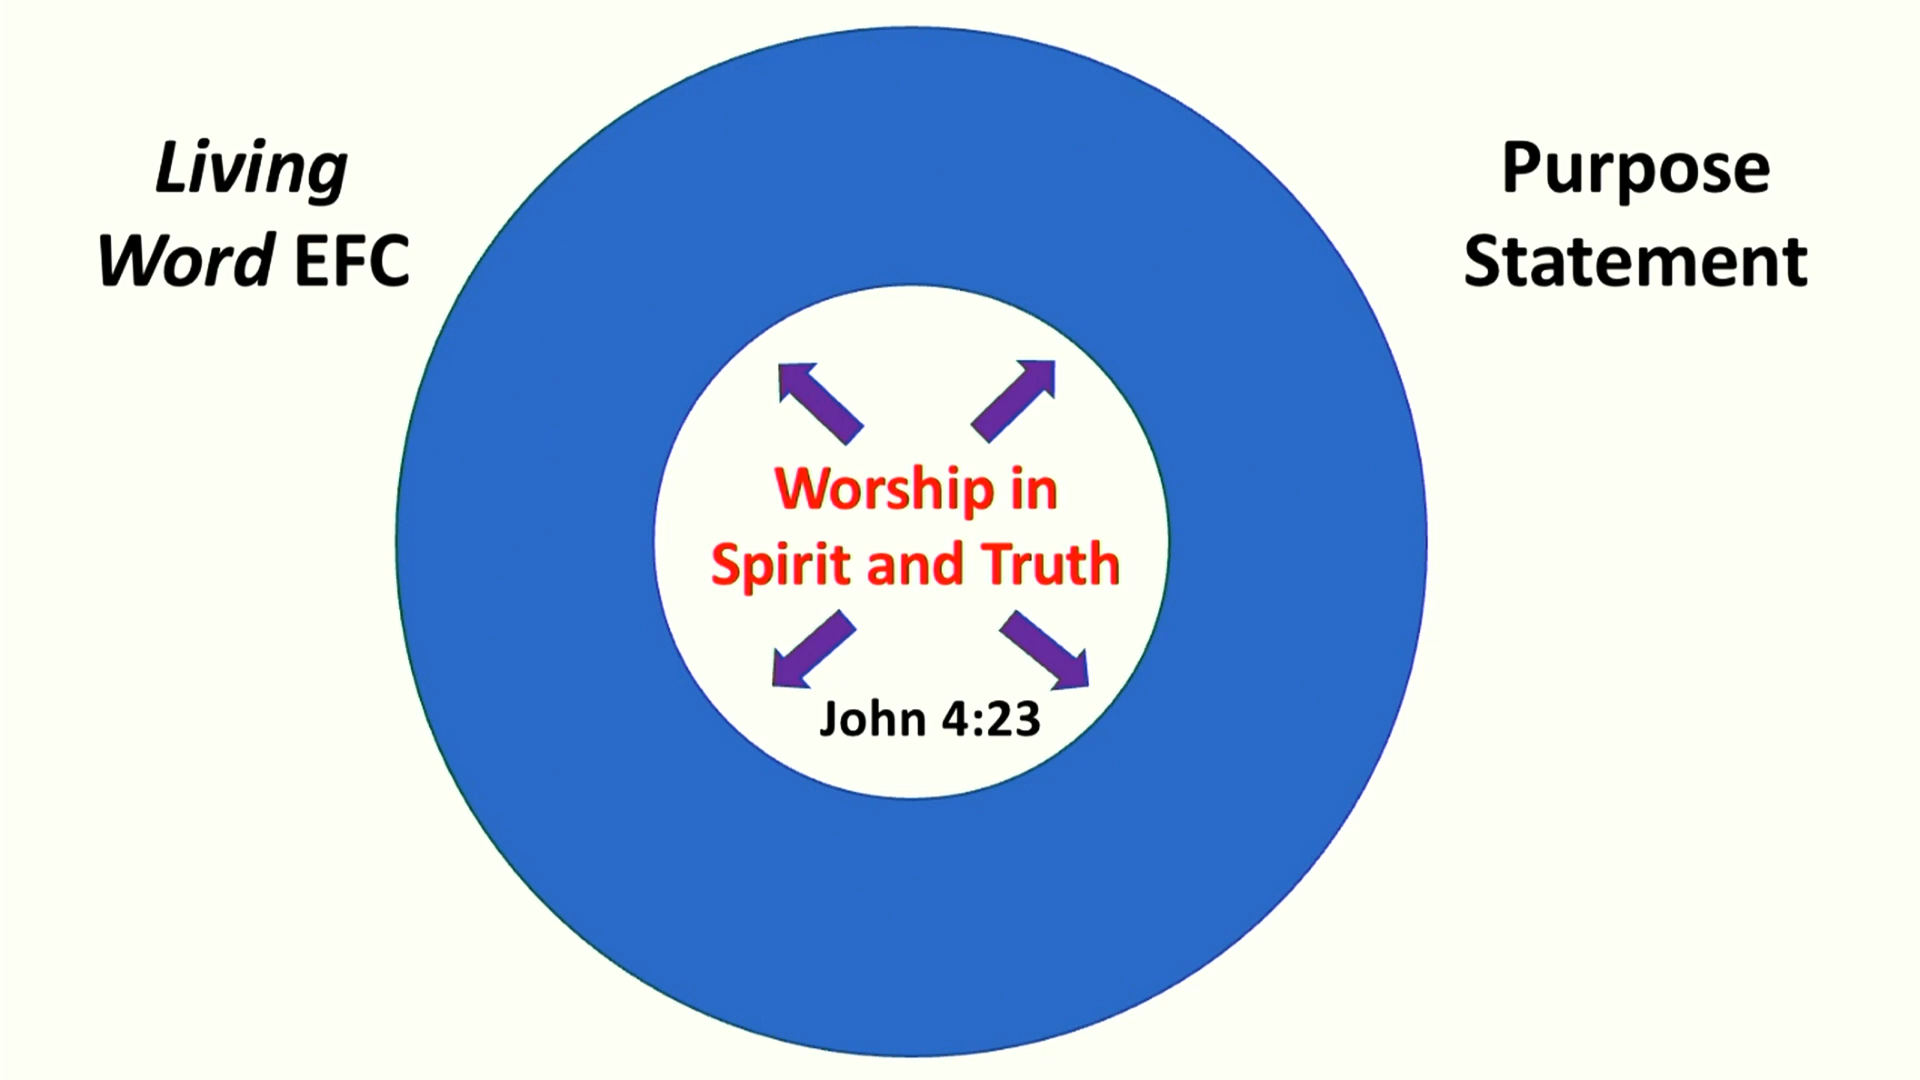 Living
Word EFC
Purpose
Statement
Worship in
Spirit and Truth
John 4:23